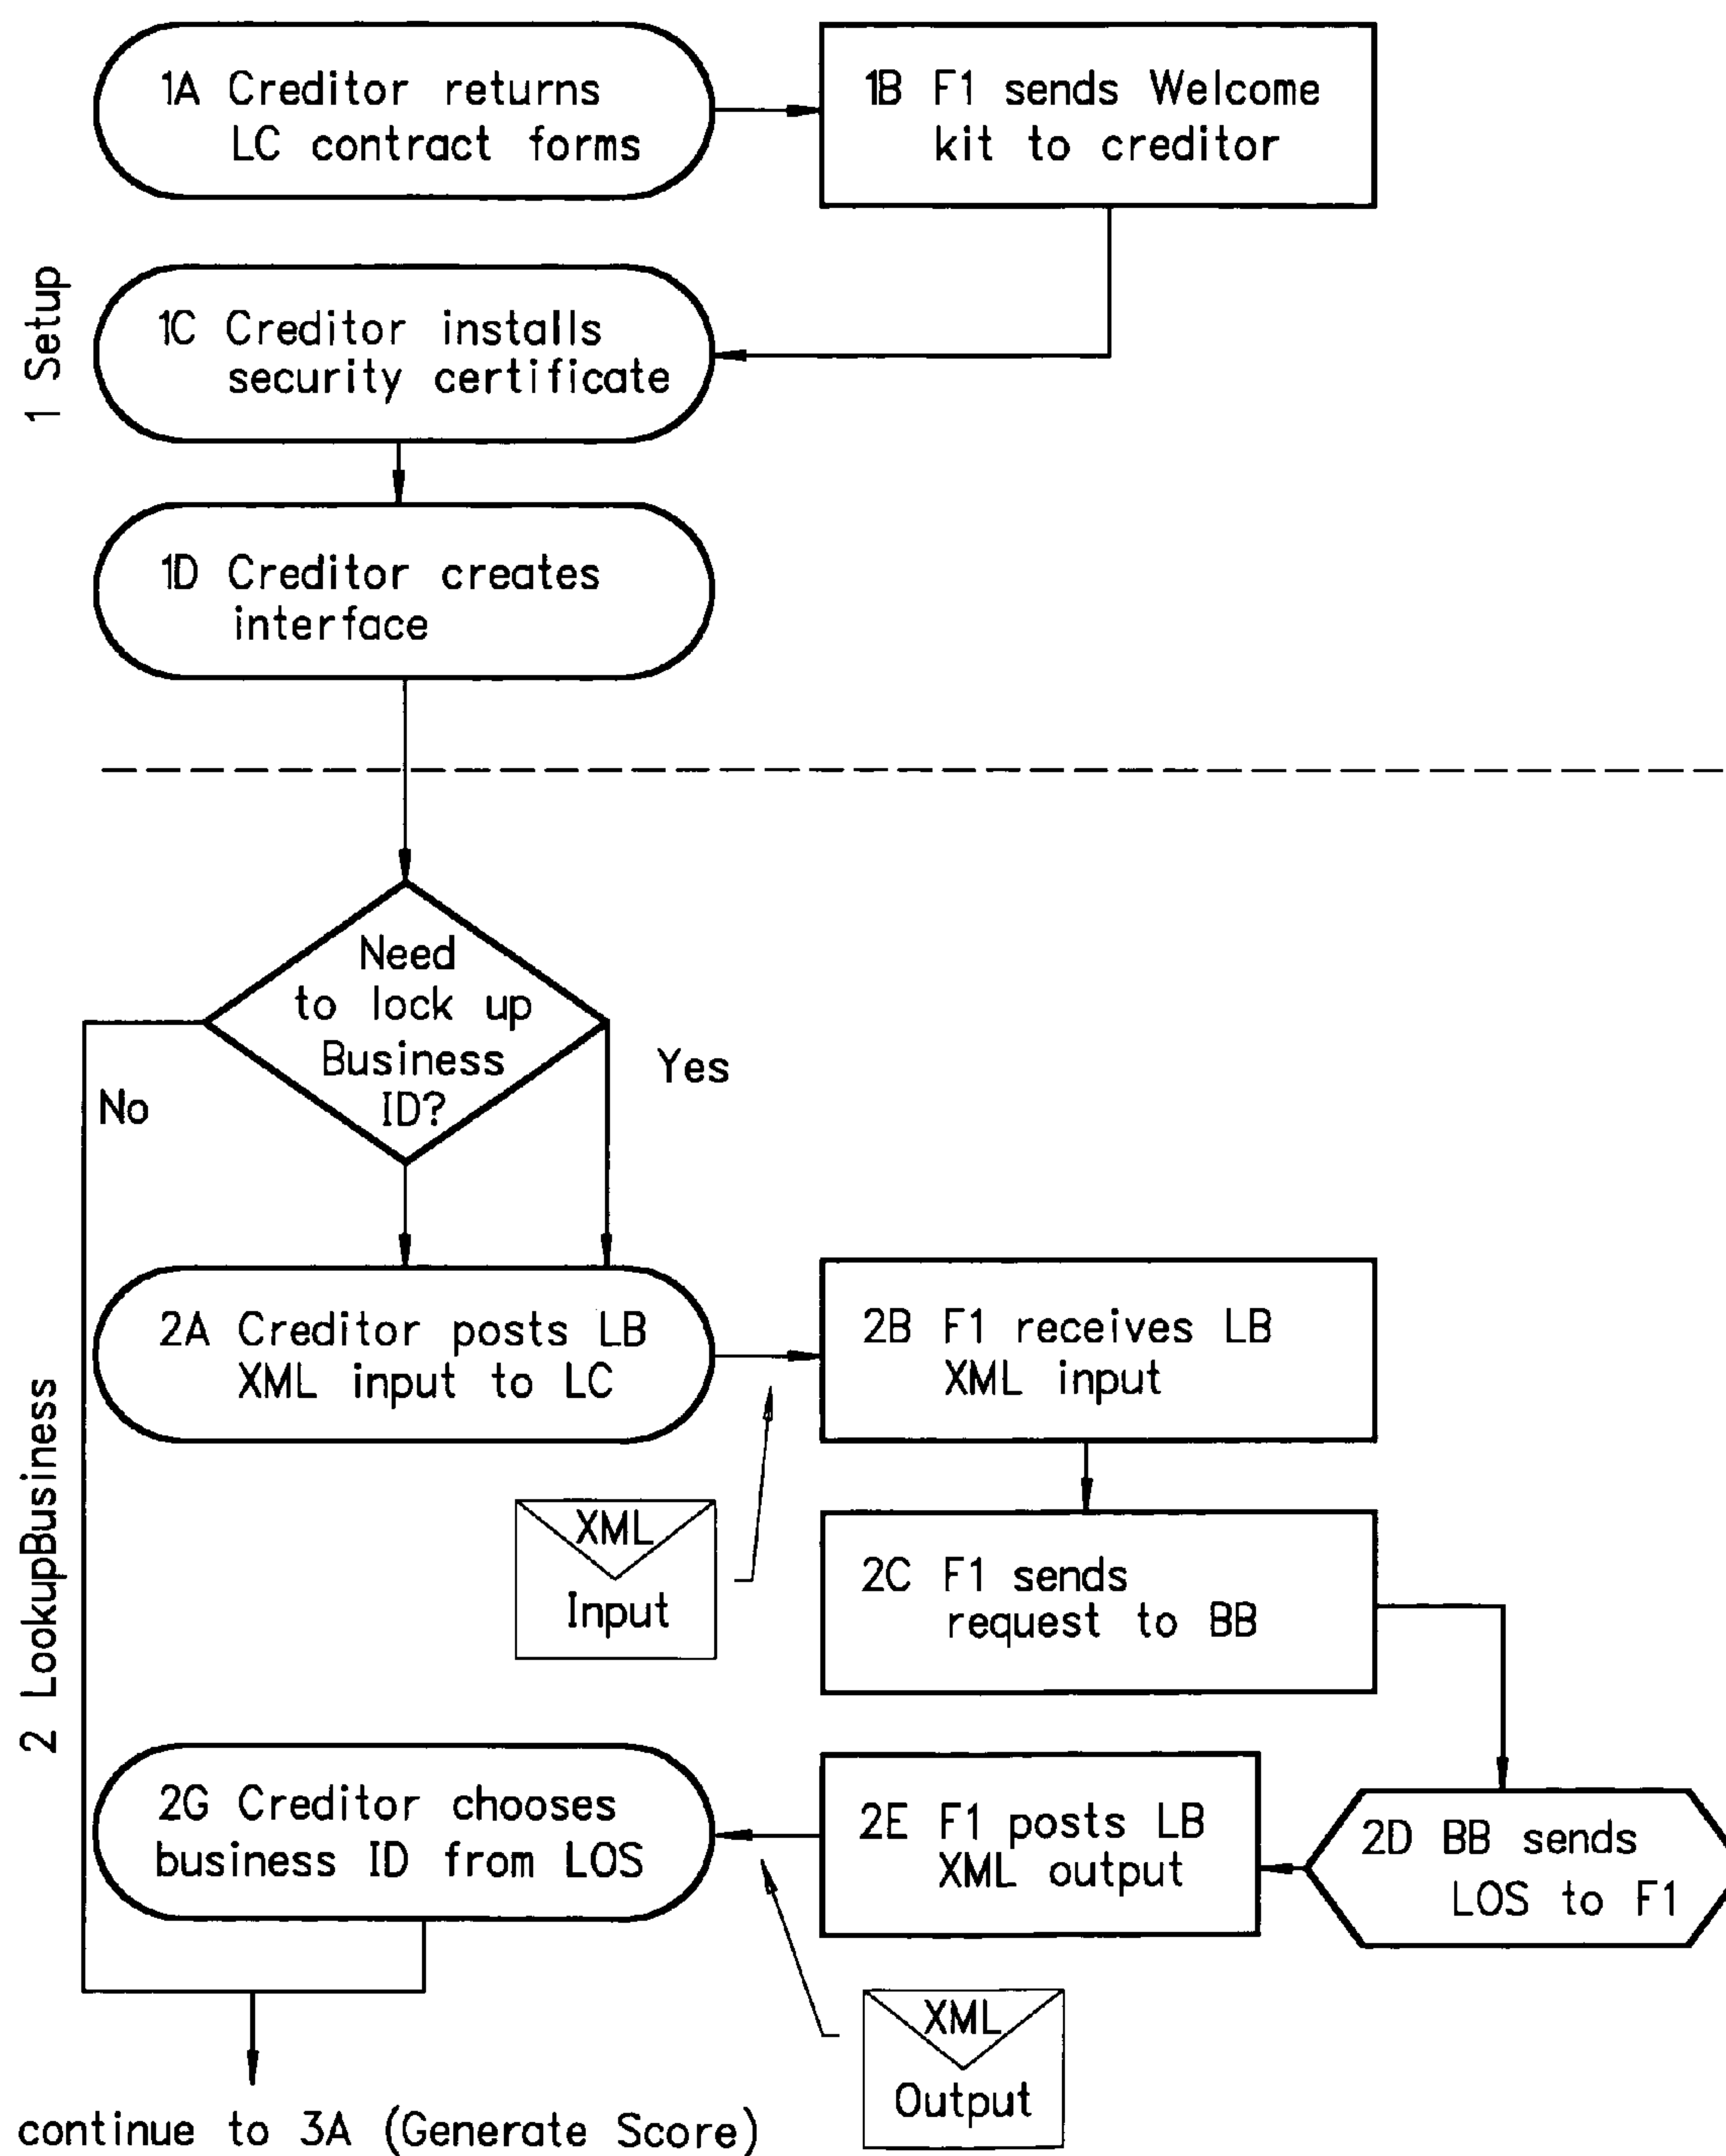 1A Creditor returns
LC contract forms
1B F1 sends Welcome
kit to creditor
1 Setup
1C Creditor installs
security certificate
1D Creditor creates
interface
Need
to lock up
Business
ID?
Yes
No
2 LookupBusiness
2A Creditor posts LB
XML input to LC
2B F1 receives LB
XML input
XML
Input
2C F1 sends
request to BB
2G Creditor chooses
business ID from LOS
2E F1 posts LB
XML output
2D BB sends
LOS to F1
XML
Output
continue to 3A (Generate Score)